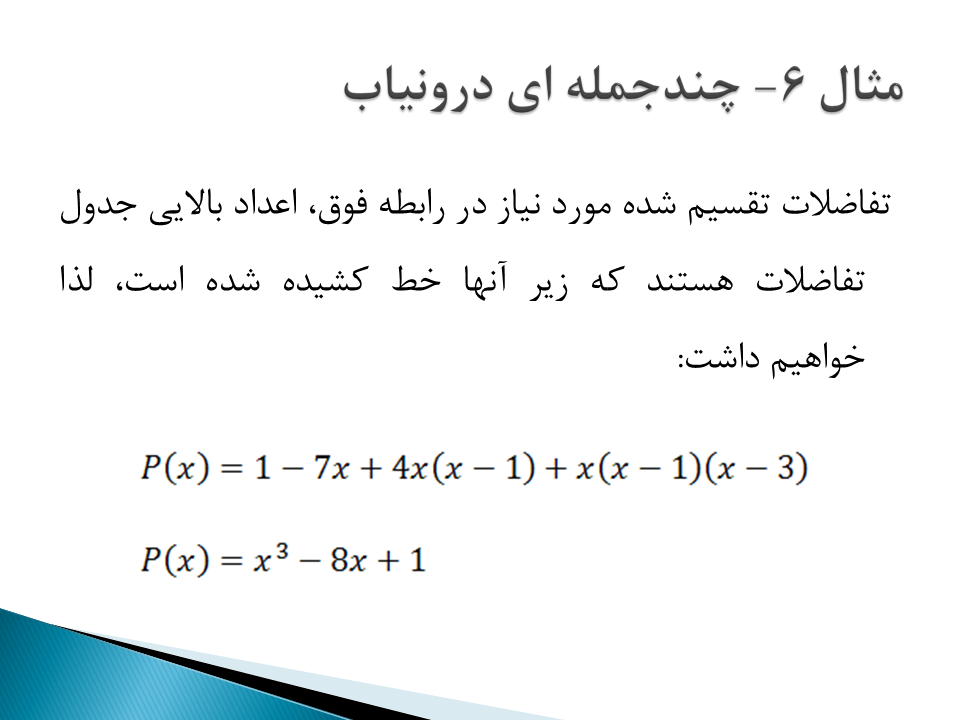 مثال ۶- چندجمله ای درونیاب
تفاضلات تقسیم شده مورد نیاز در رابطه فوق، اعداد بالایی جدول
تفاضلات هستند که زیر آنها خط کشیده شده است، لذا
خواهیم داشت:
P(x) = 1 − 7x + 4x(x − 1) + x(x − 1)(x − 3)
P(x) = x³ − 8x + 1